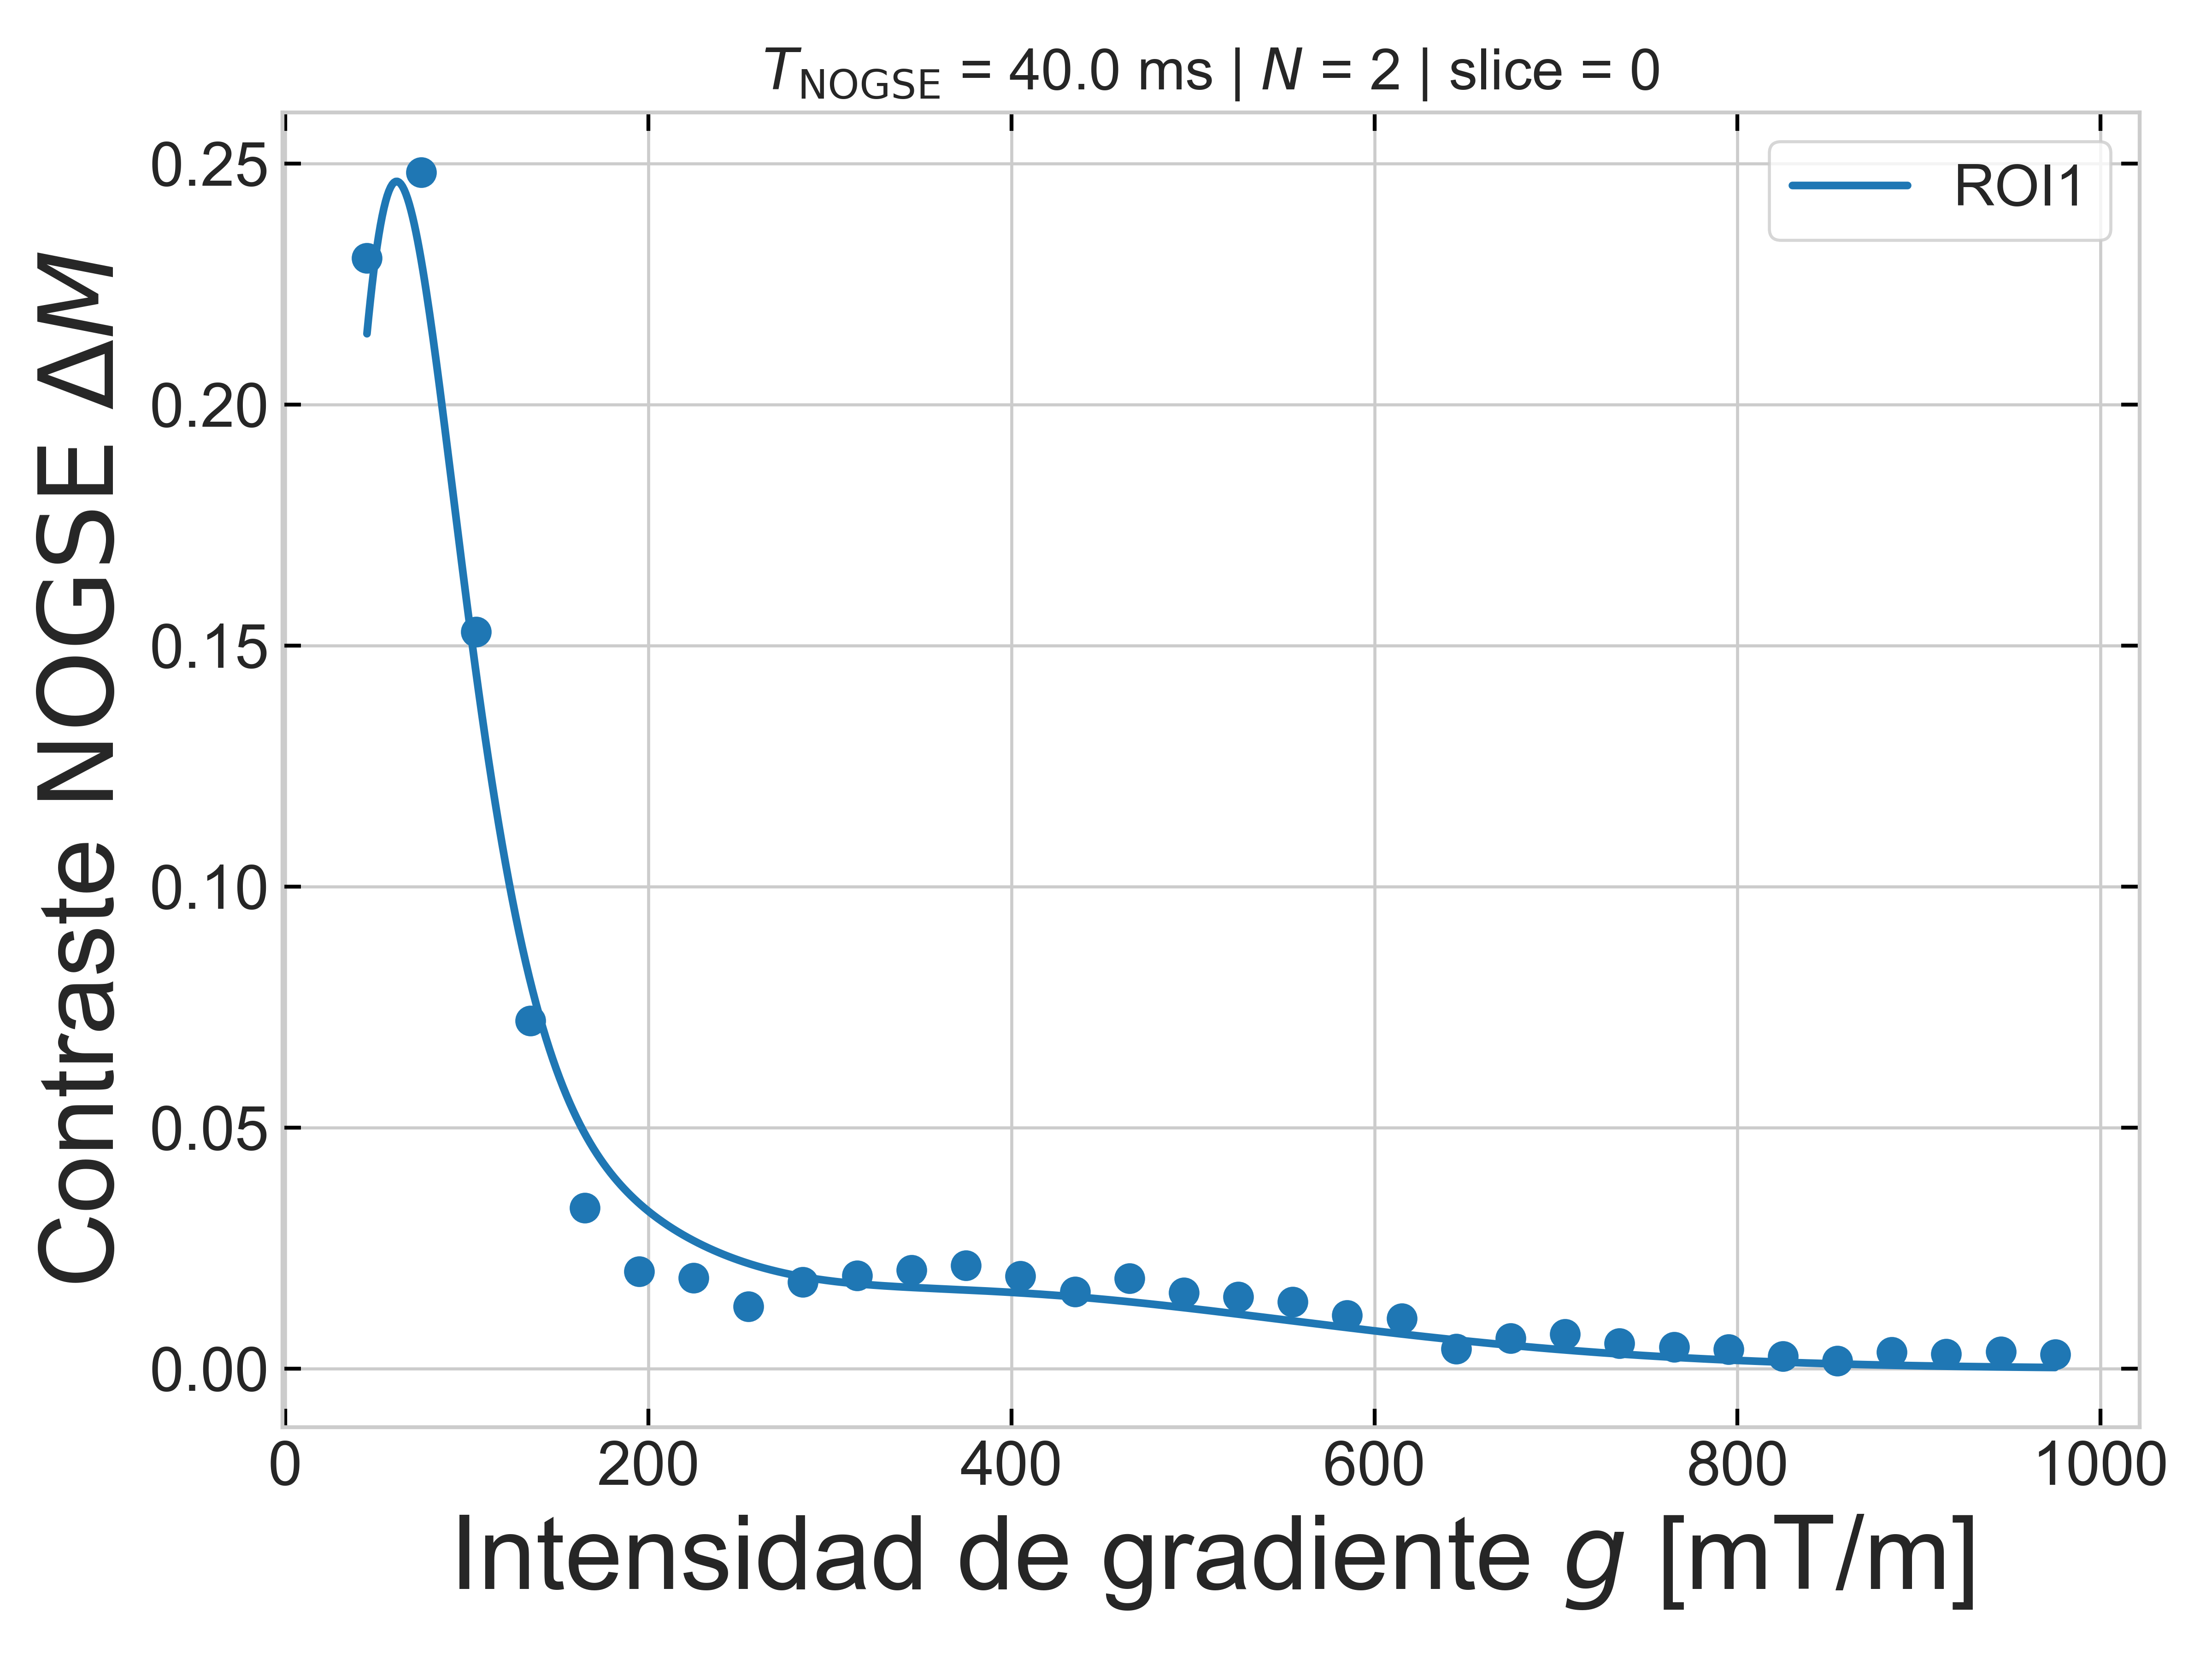 T_NOGSE = 40.0 ms | N = 2 | slice = 0
ROI1
Contraste NOGSE ΔM
0.25
0.20
0.15
0.10
0.05
0.00
0 200 400 600 800 1000
Intensidad de gradiente g [mT/m]